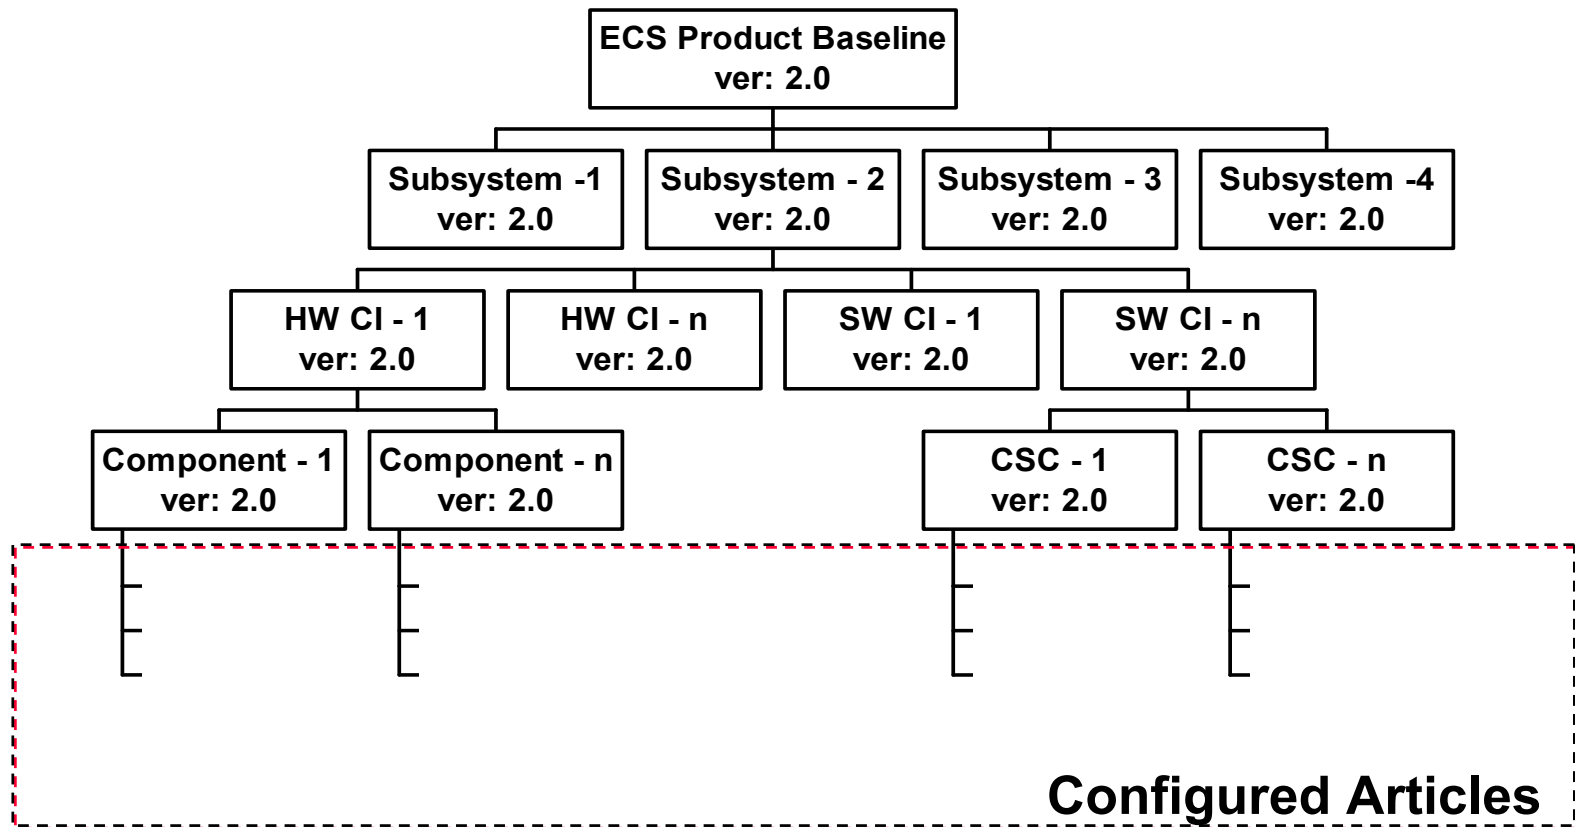 ECS Product Baseline
ver: 2.0
Subsystem -1
ver: 2.0
Subsystem - 2
ver: 2.0
Subsystem - 3
ver: 2.0
Subsystem -4
ver: 2.0
HW CI - 1
ver: 2.0
HW CI - n
ver: 2.0
SW CI - 1
ver: 2.0
SW CI - n
ver: 2.0
Component - 1
ver: 2.0
Component - n
ver: 2.0
CSC - 1
ver: 2.0
CSC - n
ver: 2.0
Configured Articles